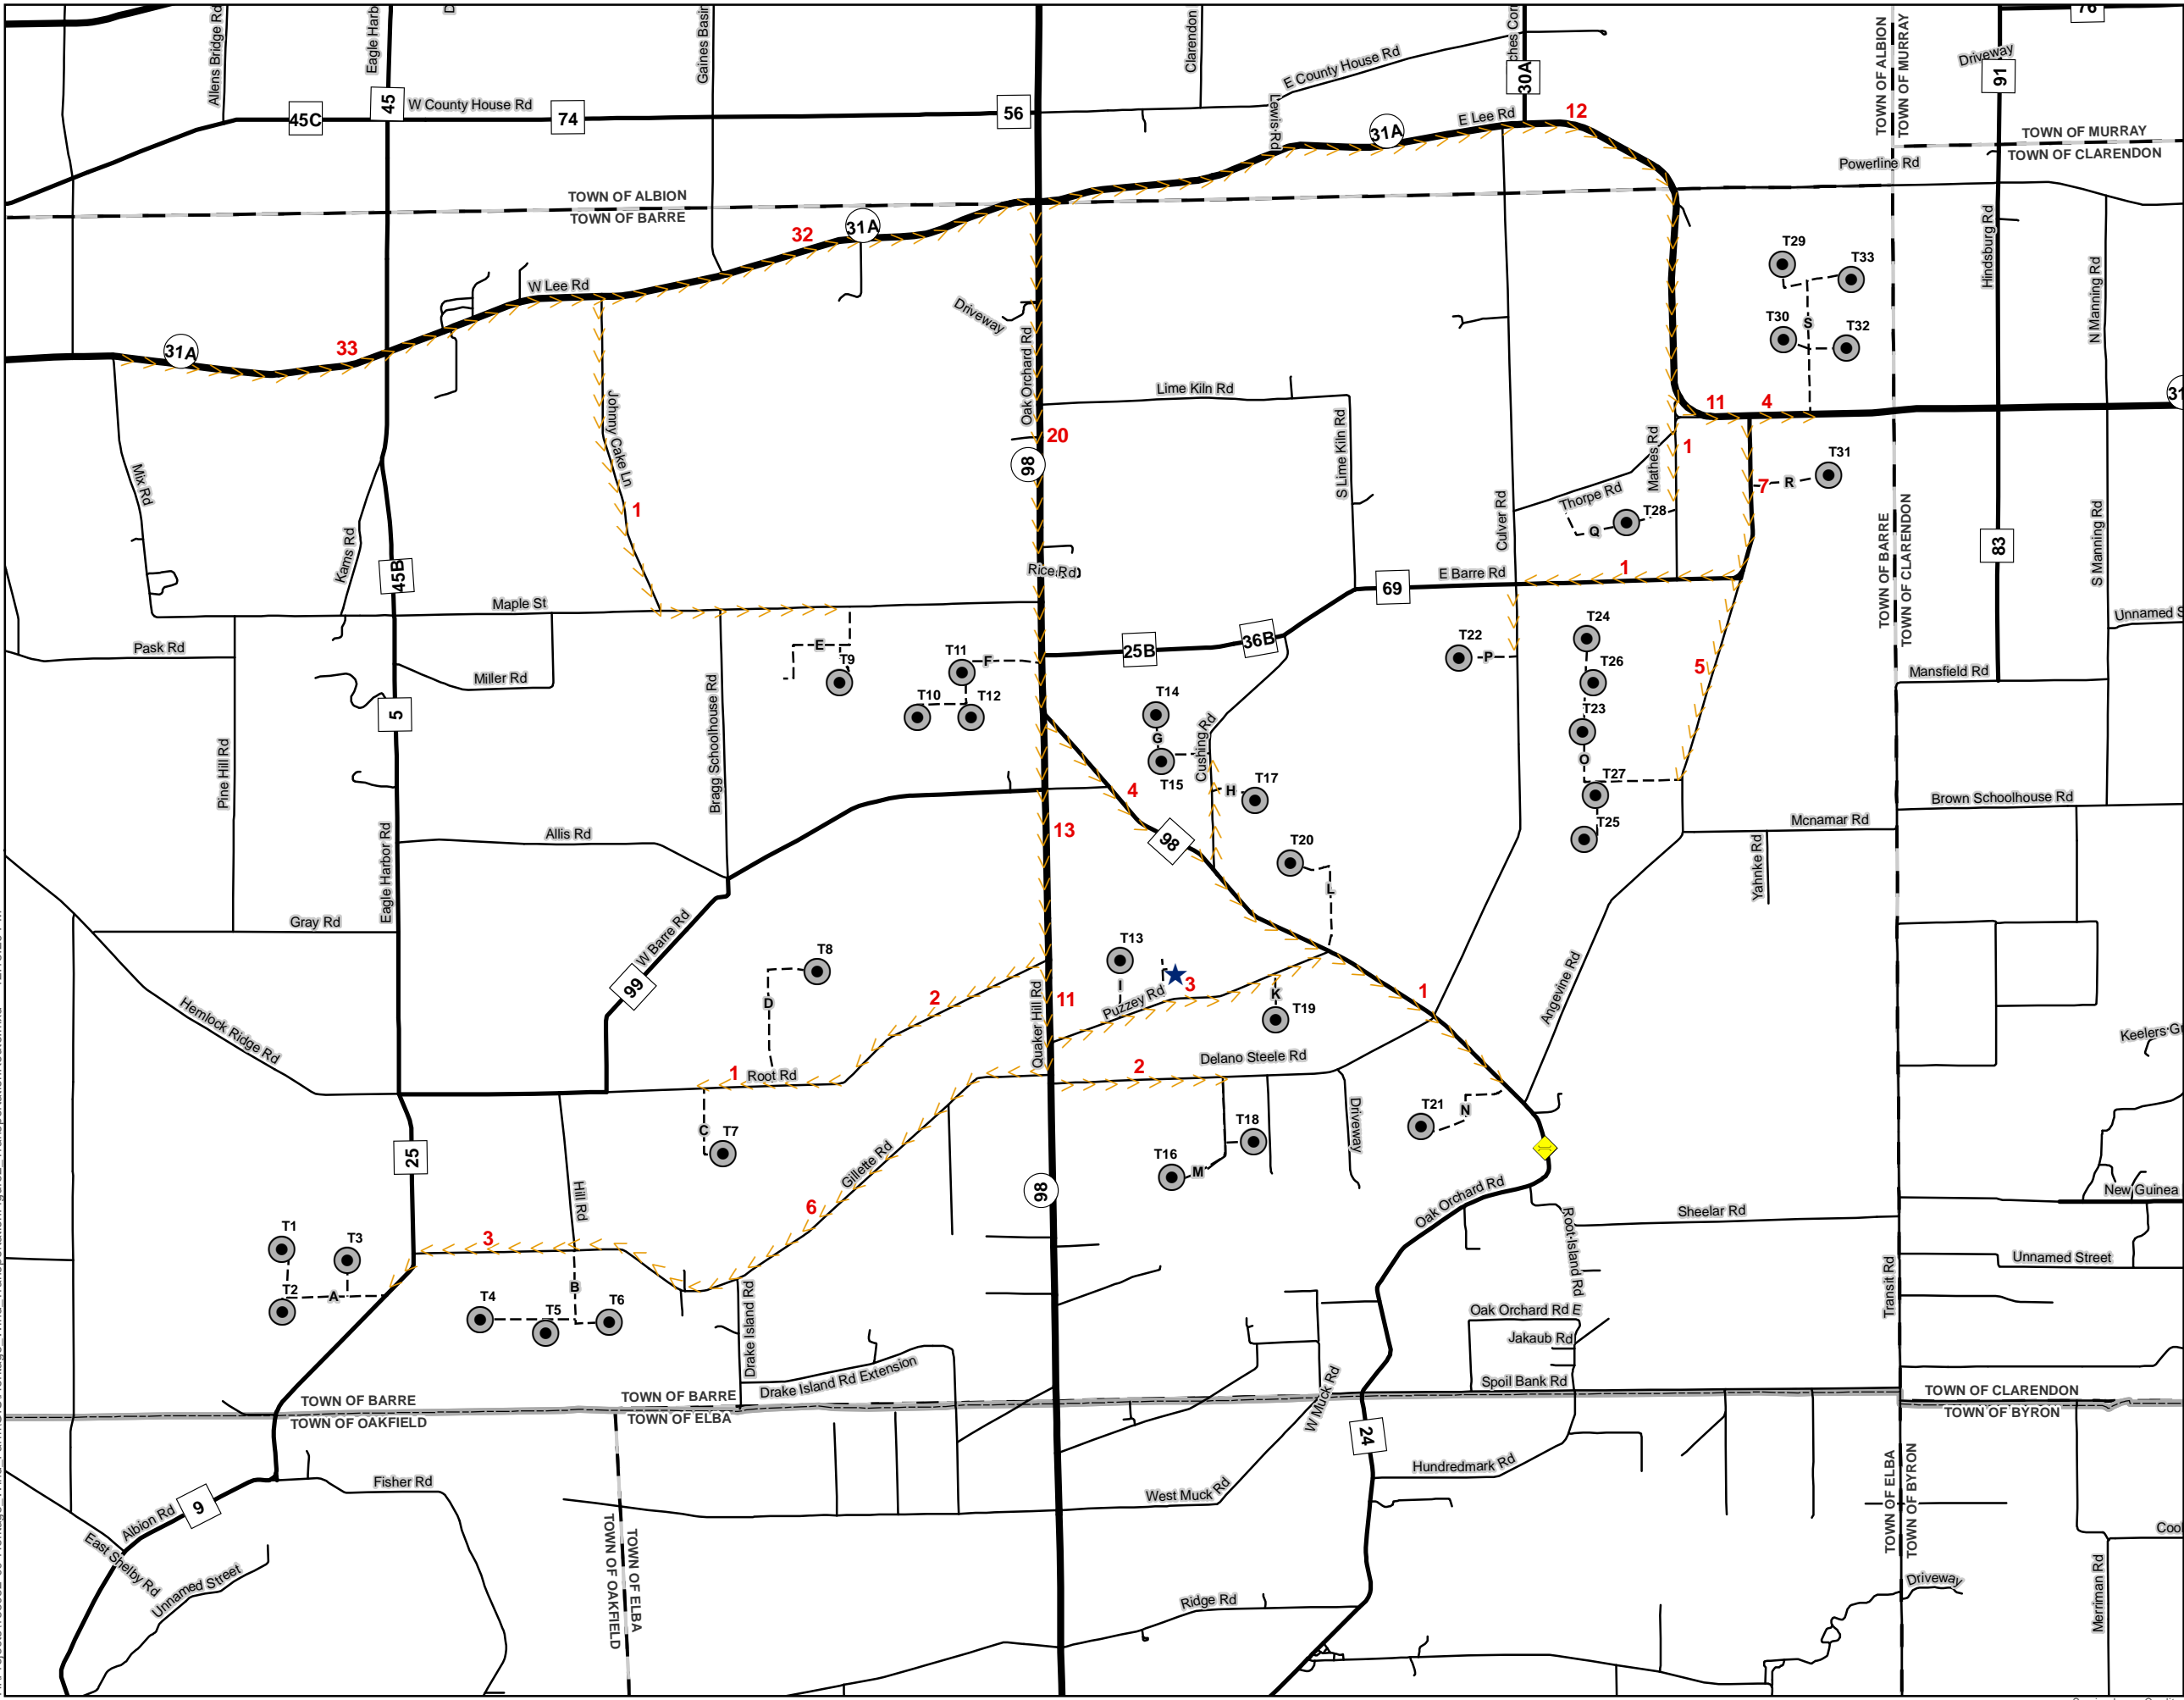 Allens Bridge Rd
Eagle Harb
Gaines Basin
Clarendon
ches Cor
E County House Rd
30A
TOWN OF ALBION
TOWN OF MURRAY
Driveway
91
76
45C
45
W County House Rd
74
56
Lewis Rd
31A
E Lee Rd
12
TOWN OF MURRAY
TOWN OF CLARENDON
Powerline Rd
TOWN OF ALBION
TOWN OF BARRE
32
31A
W Lee Rd
Driveway
Oak Orchard Rd
Hindsburg Rd
N Manning Rd
T29
T33
T30
S
T32
33
31A
Johnny Cake Ln
Lime Kiln Rd
S Lime Kiln Rd
20
98
11
4
31
1
Mathes Rd
Thorpe Rd
7
R
T31
T28
Q
Culver Rd
Mix Rd
Kams Rd
45B
1
Rice Rd
69
E Barre Rd
1
TOWN OF BARRE
TOWN OF CLARENDON
83
S Manning Rd
Unnamed S
Maple St
Pask Rd
Miller Rd
5
Pine Hill Rd
Bragg Schoolhouse Rd
E
T9
T11
F
T10
T12
25B
36B
T14
G
T15
Cushing Rd
H
T17
T22
P
T24
T26
T23
O
T27
T25
5
Mansfield Rd
Brown Schoolhouse Rd
Mcnamar Rd
Yahnke Rd
4
98
13
Allis Rd
Eagle Harbor Rd
Gray Rd
W Barre Rd
99
T20
L
T8
D
2
T13
Puzzey Rd
3
K
T19
1
Angevine Rd
Quaker Hill Rd
11
Hemlock Ridge Rd
1
Root Rd
2
Delano Steele Rd
Keelers G
C
T7
25
Gillette Rd
6
Hill Rd
98
T18
T16
M
Driveway
T21
N
Oak Orchard Rd
Root Island Rd
Sheelar Rd
New Guinea
Unnamed Street
Transit Rd
T1
T3
T2
A
3
B
T4
T5
T6
Drake Island Rd
Drake Island Rd Extension
Oak Orchard Rd E
Jakaub Rd
Spoil Bank Rd
TOWN OF BARRE
TOWN OF OAKFIELD
TOWN OF BARRE
TOWN OF ELBA
TOWN OF CLARENDON
TOWN OF BYRON
W Muck Rd
24
Hundredmark Rd
West Muck Rd
Fisher Rd
9
Albion Rd
East Shelby Rd
Unnamed Street
TOWN OF OAKFIELD
TOWN OF ELBA
TOWN OF ELBA
TOWN OF BYRON
Ridge Rd
Driveway
Merriman Rd
Coo